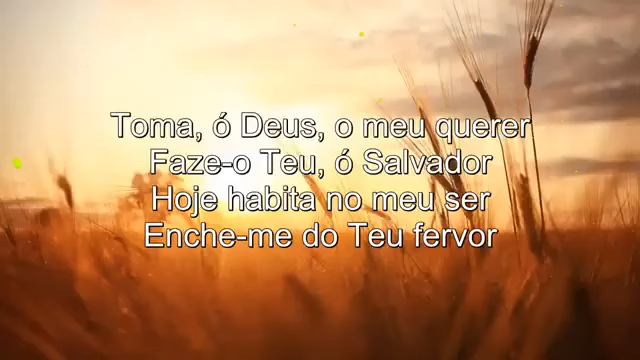 Toma, ó Deus, o meu querer
Faze-o Teu, ó Salvador
Hoje habita no meu ser
Enche-me do Teu fervor